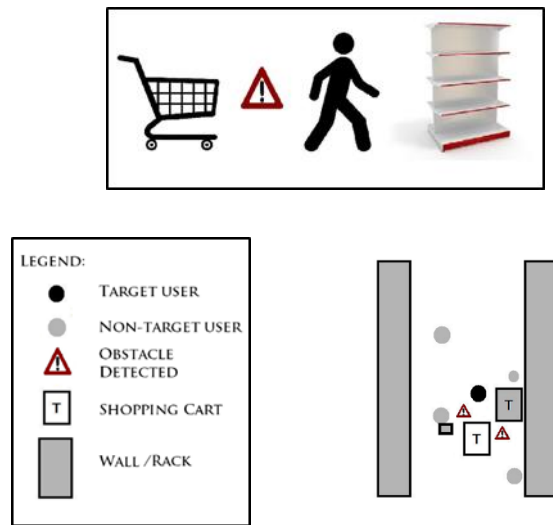 LEGEND:
TARGET USER
NON-TARGET USER
OBSTACLE
DETECTED
T SHOPPING CART
WALL/RACK
T
T